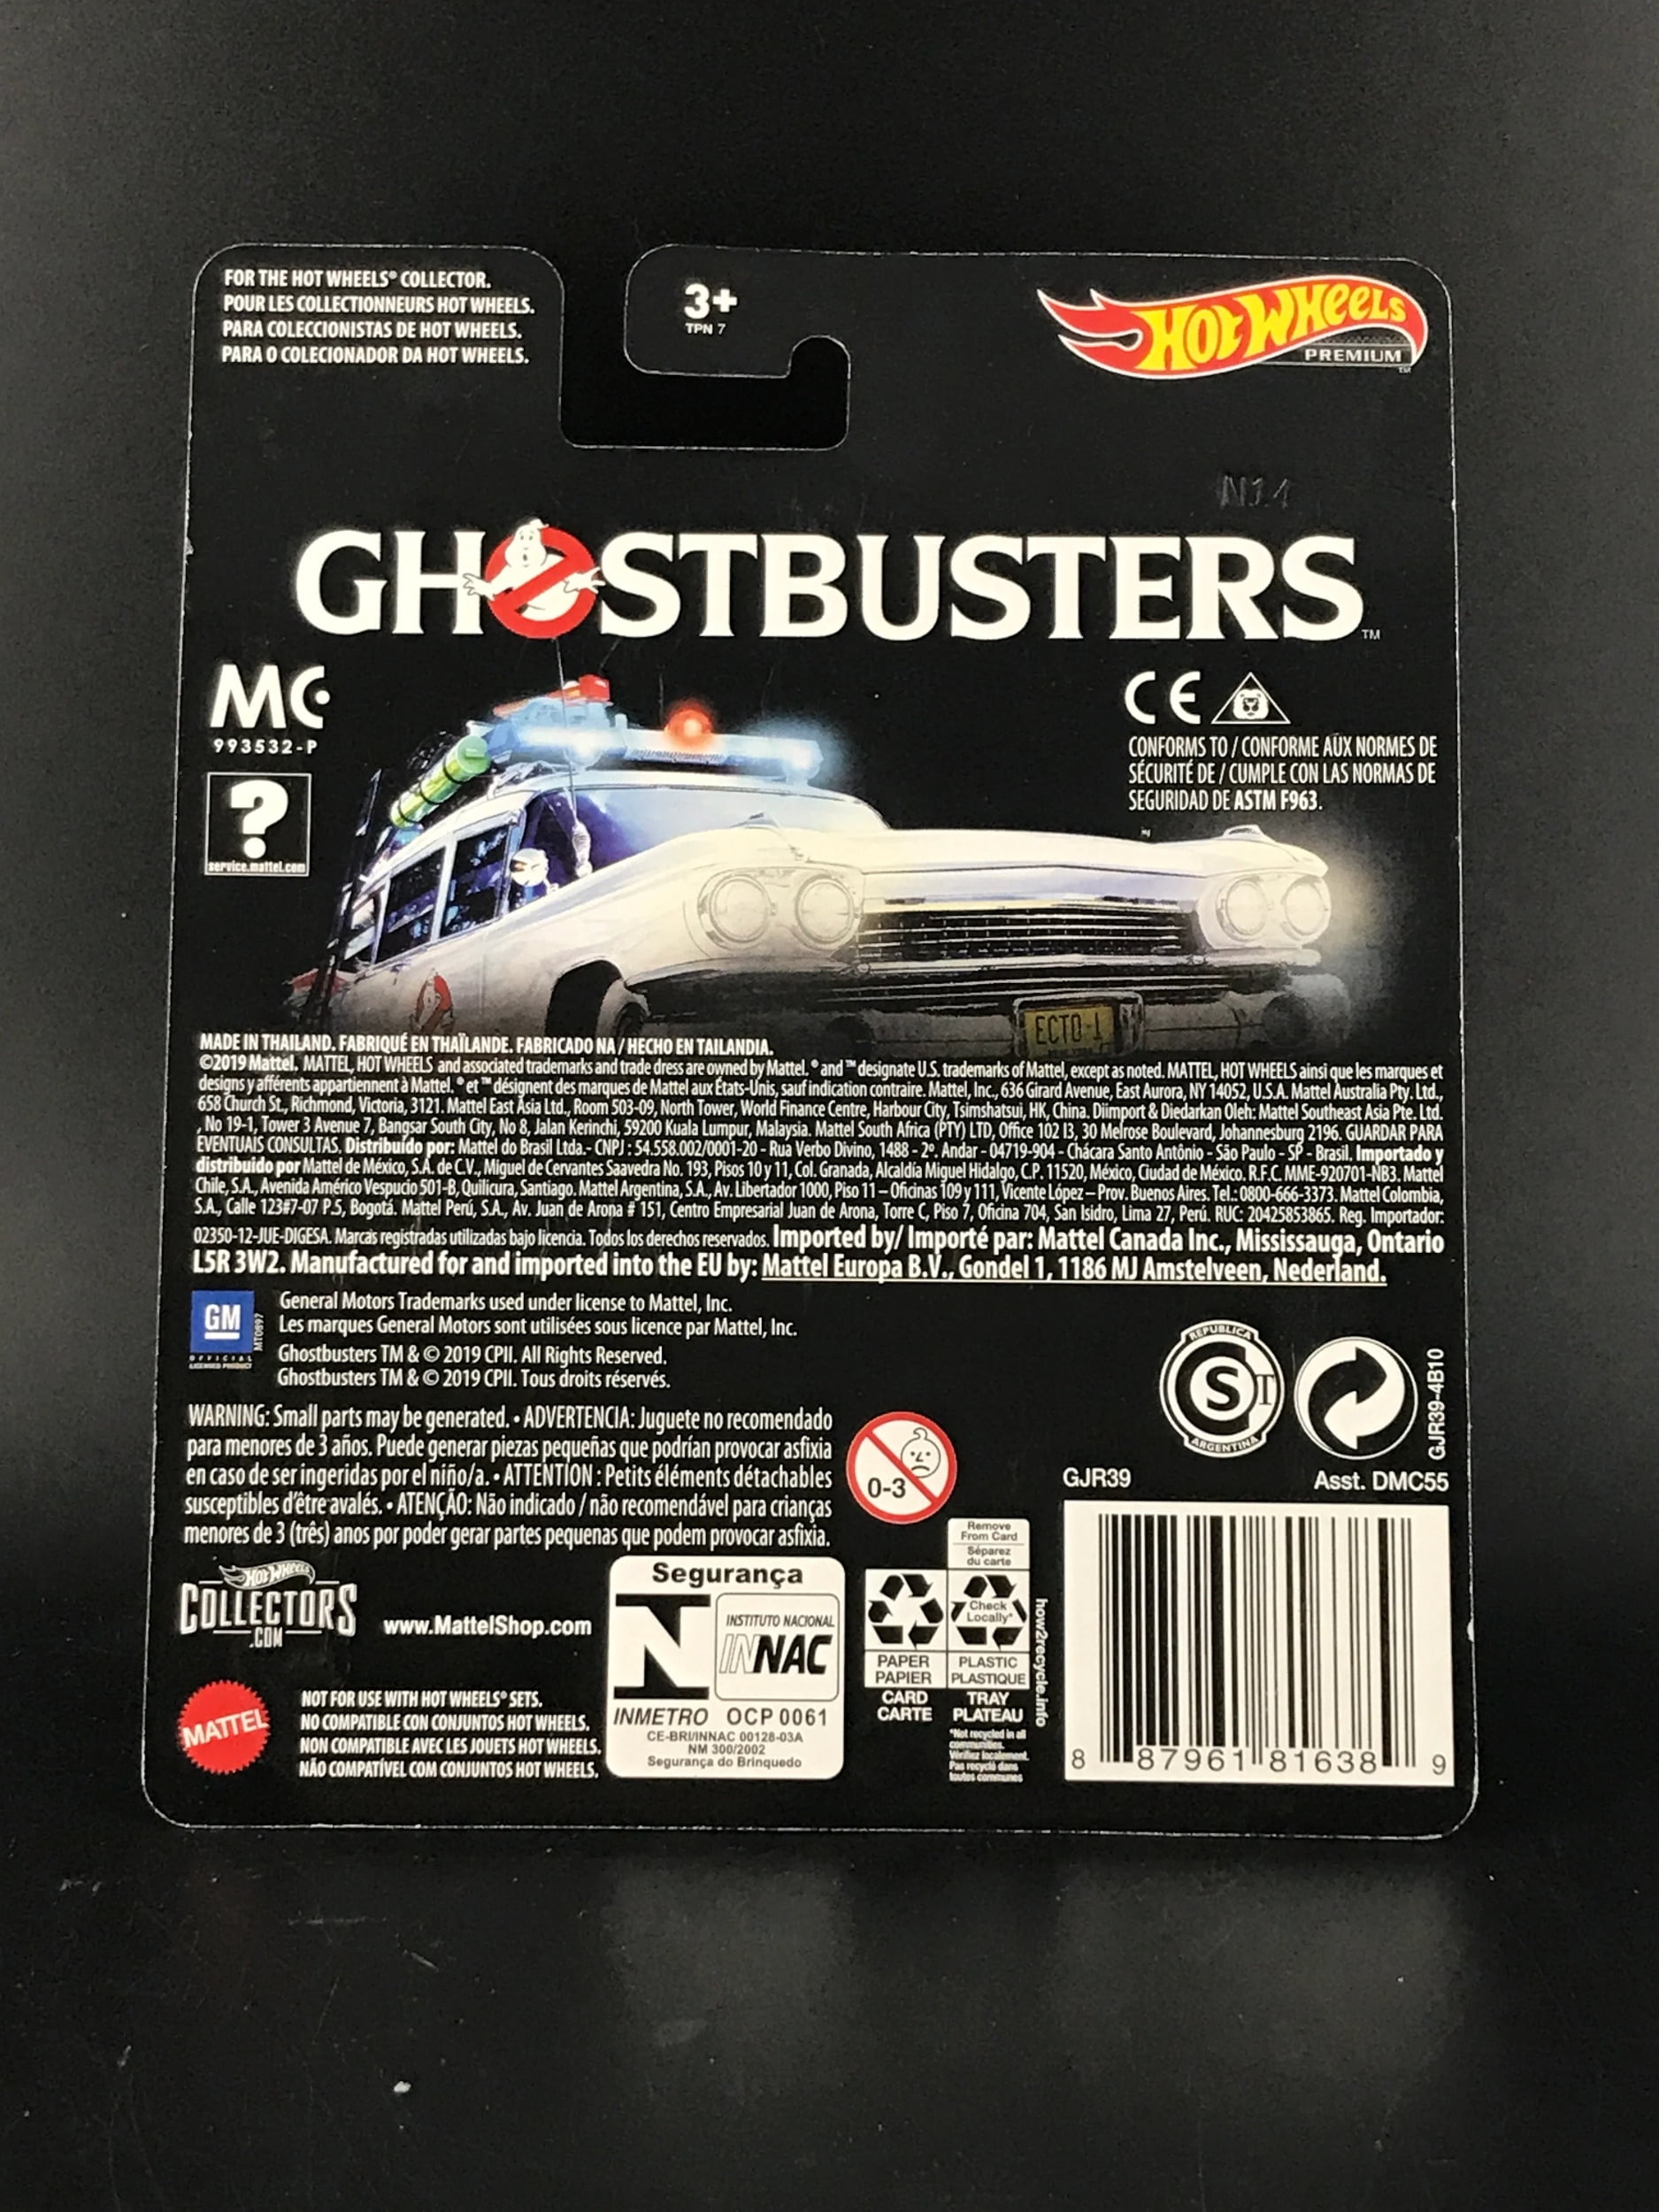 FOR THE HOT WHEELS® COLLECTOR.
POUR LES COLLECTIONNEURS HOT WHEELS.
PARA COLECCIONISTAS DE HOT WHEELS.
PARA O COLECIONADOR DA HOT WHEELS.
3+
TPN 7
HOT WHEELS
PREMIUM™
N14
GHOSTBUSTERS™
MC
993532-P
?
service.mattel.com
CE
CONFORMS TO / CONFORME AUX NORMES DE
SÉCURITÉ DE / CUMPLE CON LAS NORMAS DE
SEGURIDAD DE ASTM F963.
ECTO-1
MADE IN THAILAND. FABRIQUÉ EN THAÏLANDE. FABRICADO NA / HECHO EN TAILANDIA.
©2019 Mattel. MATTEL, HOT WHEELS and associated trademarks and trade dress are owned by Mattel. ® and ™ designate U.S. trademarks of Mattel, except as noted. MATTEL, HOT WHEELS ainsi que les marques et
designs y afférents appartiennent à Mattel. ® et ™ désignent des marques de Mattel aux États-Unis, sauf indication contraire. Mattel, Inc., 636 Girard Avenue, East Aurora, NY 14052, U.S.A. Mattel Australia Pty. Ltd.,
658 Church St., Richmond, Victoria, 3121. Mattel East Asia Ltd., Room 503-09, North Tower, World Finance Centre, Harbour City, Tsimshatsui, HK, China. Diimport & Diedarkan Oleh: Mattel Southeast Asia Pte. Ltd.
, No 19-1, Tower 3 Avenue 7, Bangsar South City, No 8, Jalan Kerinchi, 59200 Kuala Lumpur, Malaysia. Mattel South Africa (PTY) LTD, Office 102 I3, 30 Melrose Boulevard, Johannesburg 2196. GUARDAR PARA
EVENTUAIS CONSULTAS. Distribuído por: Mattel do Brasil Ltda.- CNPJ : 54.558.002/0001-20 - Rua Verbo Divino, 1488 - 2º. Andar - 04719-904 - Chácara Santo Antônio - São Paulo - SP - Brasil. Importado y
distribuido por Mattel de México, S.A. de C.V., Miguel de Cervantes Saavedra No. 193, Pisos 10 y 11, Col. Granada, Alcaldía Miguel Hidalgo, C.P. 11520, México, Ciudad de México. R.F.C. MME-920701-NB3. Mattel
Chile, S.A., Avenida Américo Vespucio 501-B, Quilicura, Santiago. Mattel Argentina, S.A., Av. Libertador 1000, Piso 11 – Oficinas 109 y 111, Vicente López – Prov. Buenos Aires. Tel.: 0800-666-3373. Mattel Colombia,
S.A., Calle 123#7-07 P.5, Bogotá. Mattel Perú, S.A., Av. Juan de Arona # 151, Centro Empresarial Juan de Arona, Torre C, Piso 7, Oficina 704, San Isidro, Lima 27, Perú. RUC: 20425853865. Reg. Importador:
02350-12-JUE-DIGESA. Marcas registradas utilizadas bajo licencia. Todos los derechos reservados. Imported by/ Importé par: Mattel Canada Inc., Mississauga, Ontario
L5R 3W2. Manufactured for and imported into the EU by: Mattel Europa B.V., Gondel 1, 1186 MJ Amstelveen, Nederland.
GM
OFFICIAL
LICENSED PRODUCT
MT0897
General Motors Trademarks used under license to Mattel, Inc.
Les marques General Motors sont utilisées sous licence par Mattel, Inc.
Ghostbusters TM & © 2019 CPII. All Rights Reserved.
Ghostbusters TM & © 2019 CPII. Tous droits réservés.
REPUBLICA
S
T
ARGENTINA
GJR39-4B10
WARNING: Small parts may be generated. • ADVERTENCIA: Juguete no recomendado
para menores de 3 años. Puede generar piezas pequeñas que podrían provocar asfixia
en caso de ser ingeridas por el niño/a. • ATTENTION : Petits éléments détachables
susceptibles d'être avalés. • ATENÇÃO: Não indicado / não recomendável para crianças
menores de 3 (três) anos por poder gerar partes pequenas que podem provocar asfixia.
0-3
GJR39
Asst. DMC55
HOT WHEELS
COLLECTORS
.COM
www.MattelShop.com
Segurança
N
INSTITUTO NACIONAL
INNAC
INMETRO OCP 0061
CE-BRI/INNAC 00128-03A
NM 300/2002
Segurança do Brinquedo
Remove
From Card
Séparez
du carte
Check
Locally*
PAPER
PAPIER
PLASTIC
PLASTIQUE
CARD
CARTE
TRAY
PLATEAU
*Not recycled in all
communities.
Vérifiez localement.
Pas recyclé dans
toutes communes
how2recycle.info
MATTEL
NOT FOR USE WITH HOT WHEELS® SETS.
NO COMPATIBLE CON CONJUNTOS HOT WHEELS.
NON COMPATIBLE AVEC LES JOUETS HOT WHEELS.
NÃO COMPATÍVEL COM CONJUNTOS HOT WHEELS.
8 87961 81638 9